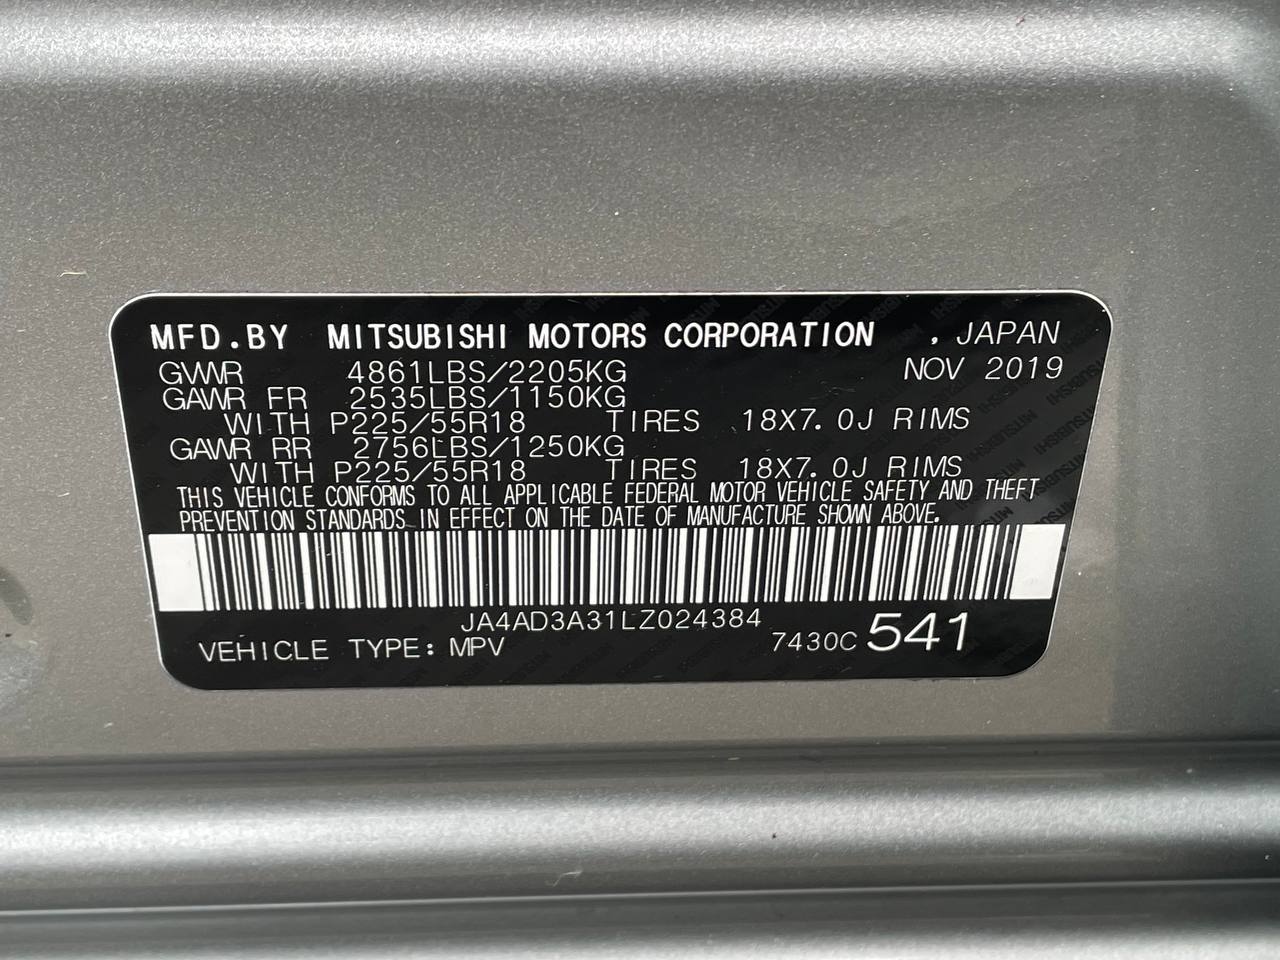 MFD.BY MITSUBISHI MOTORS CORPORATION , JAPAN
GVWR 4861LBS/2205KG NOV 2019
GAWR FR 2535LBS/1150KG
WITH P225/55R18 TIRES 18X7.0J RIMS
GAWR RR 2756LBS/1250KG
WITH P225/55R18 TIRES 18X7.0J RIMS
THIS VEHICLE CONFORMS TO ALL APPLICABLE FEDERAL MOTOR VEHICLE SAFETY AND THEFT
PREVENTION STANDARDS IN EFFECT ON THE DATE OF MANUFACTURE SHOWN ABOVE.
JA4AD3A31LZ024384
VEHICLE TYPE: MPV 7430C 541